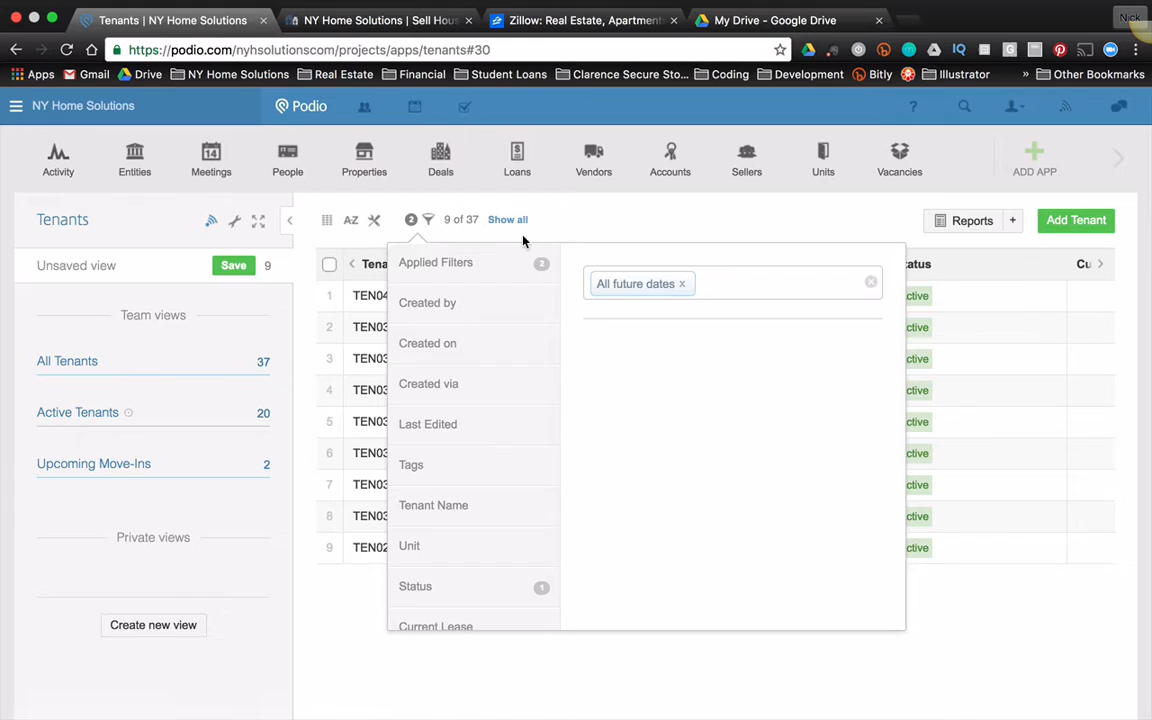 Tenants | NY Home Solutions
NY Home Solutions | Sell Hous
Zillow: Real Estate, Apartment
My Drive - Google Drive
Nick
https://podio.com/nyhsolutionscom/projects/apps/tenants#30
Apps
Gmail
Drive
NY Home Solutions
Real Estate
Financial
Student Loans
Clarence Secure Sto...
Coding
Development
Bitly
Illustrator
»
Other Bookmarks
NY Home Solutions
Podio
?
Activity
Entities
14
Meetings
People
Properties
Deals
Loans
Vendors
Accounts
Sellers
Units
Vacancies
ADD APP
Tenants
AZ
2
9 of 37
Show all
Reports
+
Add Tenant
Unsaved view
Save
9
Team views
All Tenants
37
Active Tenants
20
Upcoming Move-Ins
2
Private views
Create new view
Tena
tatus
Cu
1
TEN04
ctive
2
TEN03
ctive
3
TEN03
ctive
4
TEN03
ctive
5
TEN03
ctive
6
TEN03
ctive
7
TEN03
ctive
8
TEN03
ctive
9
TEN02
ctive
Applied Filters
2
Created by
Created on
Created via
Last Edited
Tags
Tenant Name
Unit
Status
1
Current Lease
All future dates x